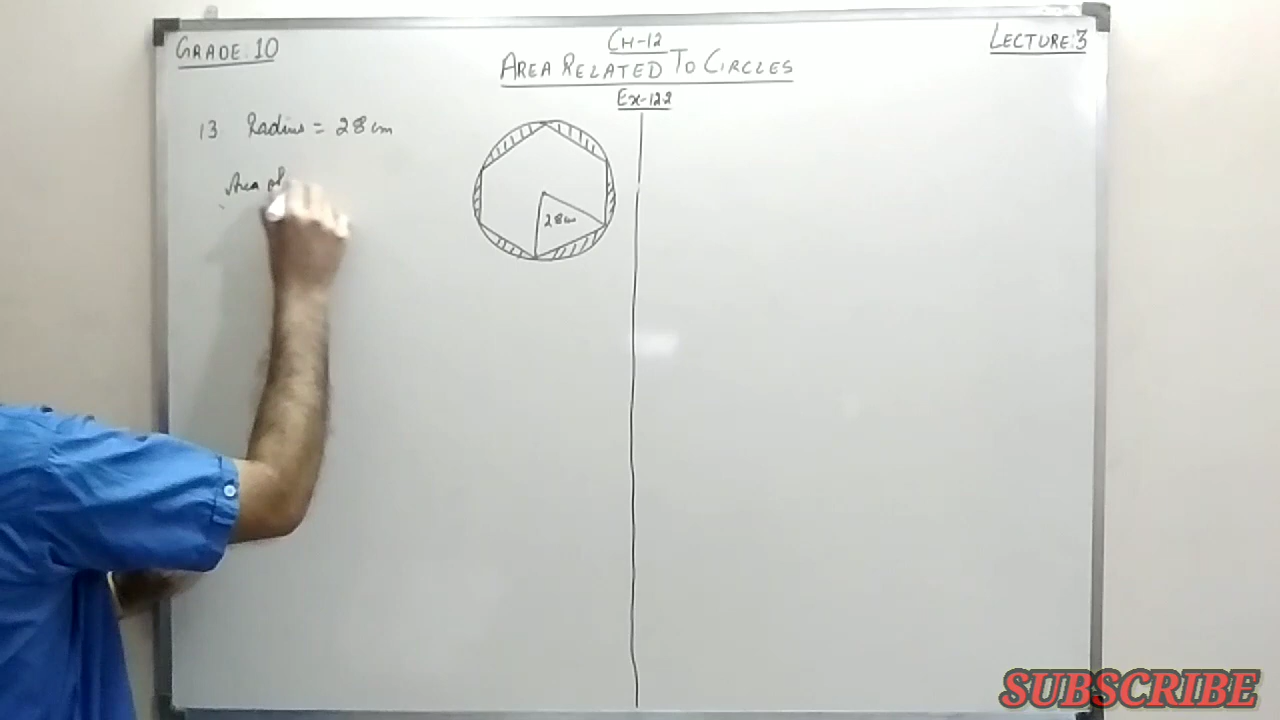 GRADE: 10
CH-12
LECTURE: 3
AREA RELATED TO CIRCLES
Ex-12.2
13 Radius = 28 cm
Area of
28cm
SUBSCRIBE